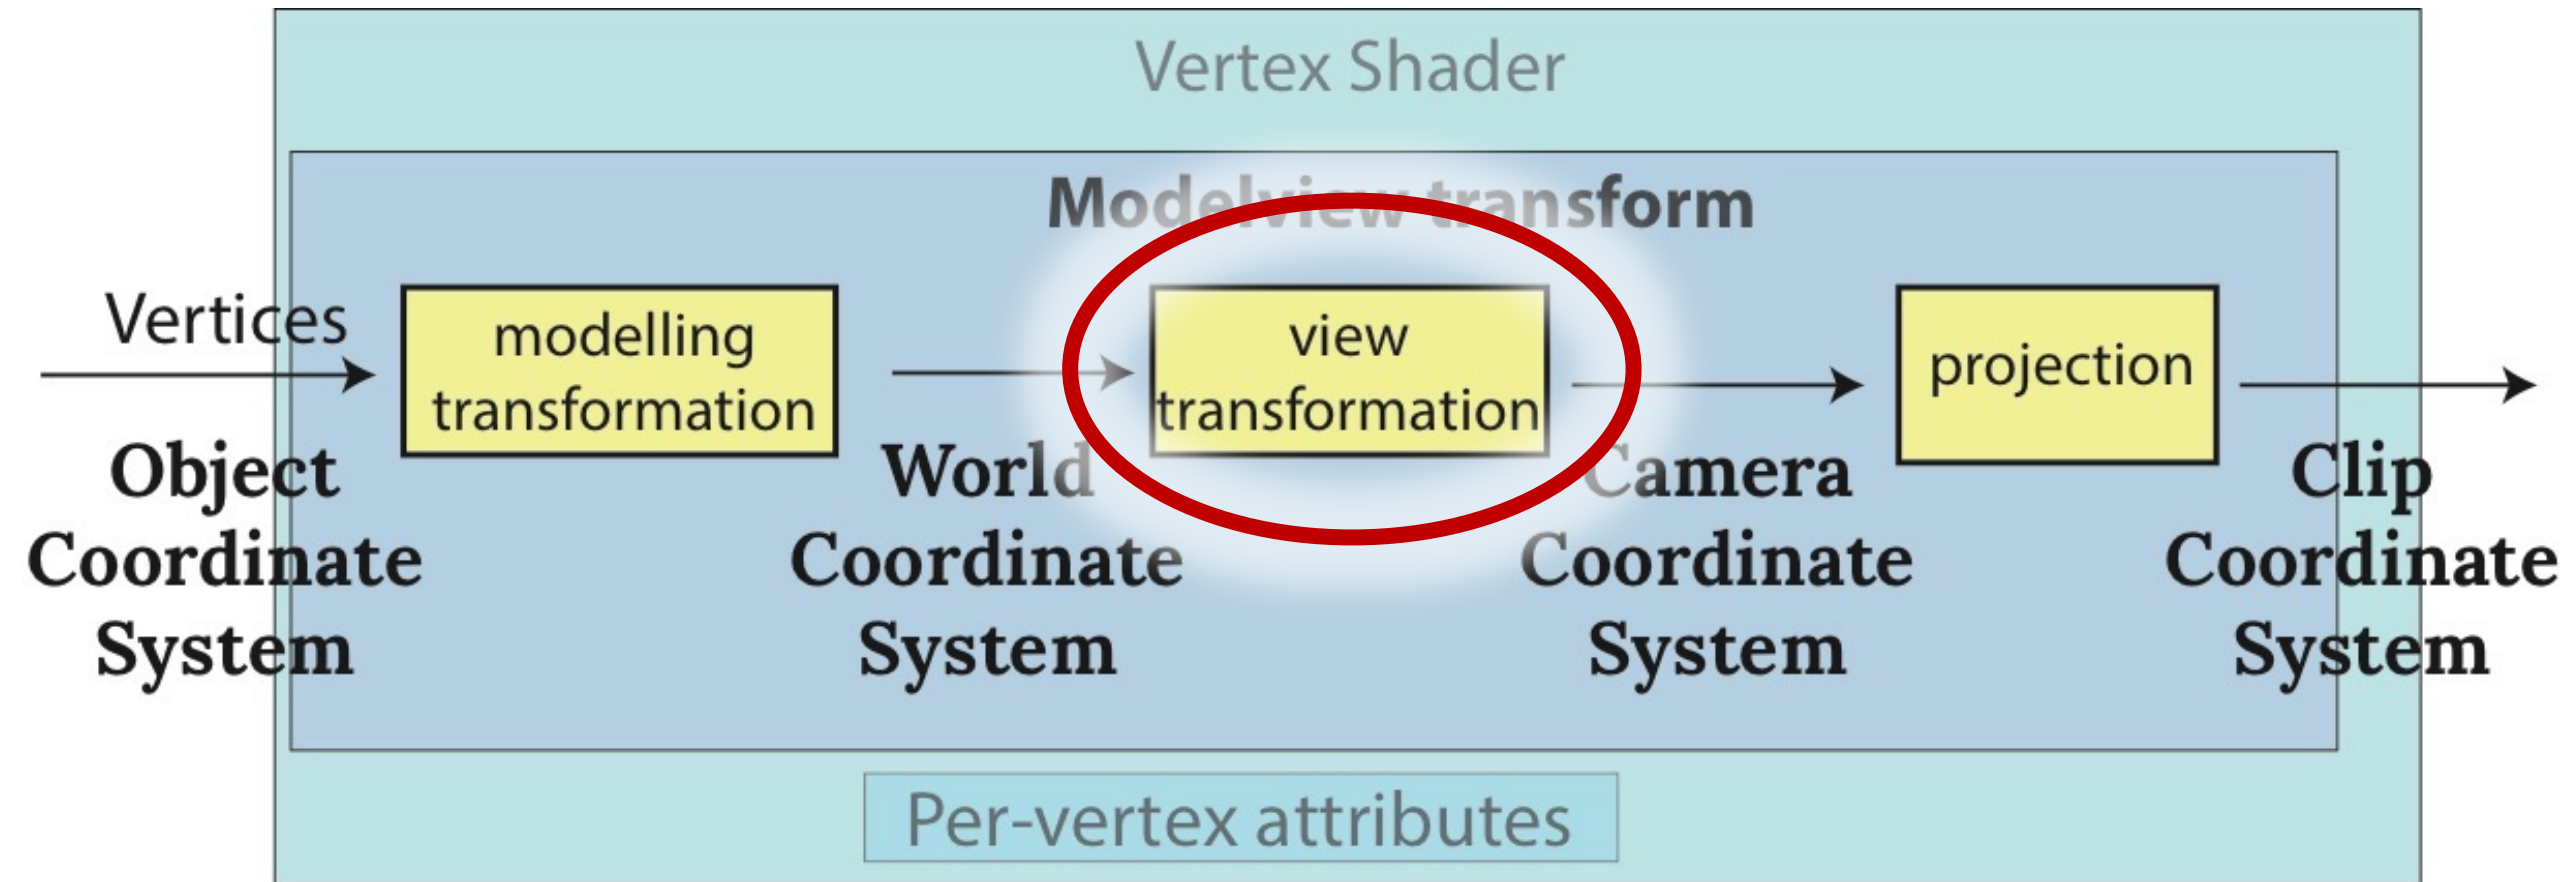 Vertex Shader
Modelview transform
Vertices
modelling
transformation
view
transformation
projection
Object
Coordinate
System
World
Coordinate
System
Camera
Coordinate
System
Clip
Coordinate
System
Per-vertex attributes